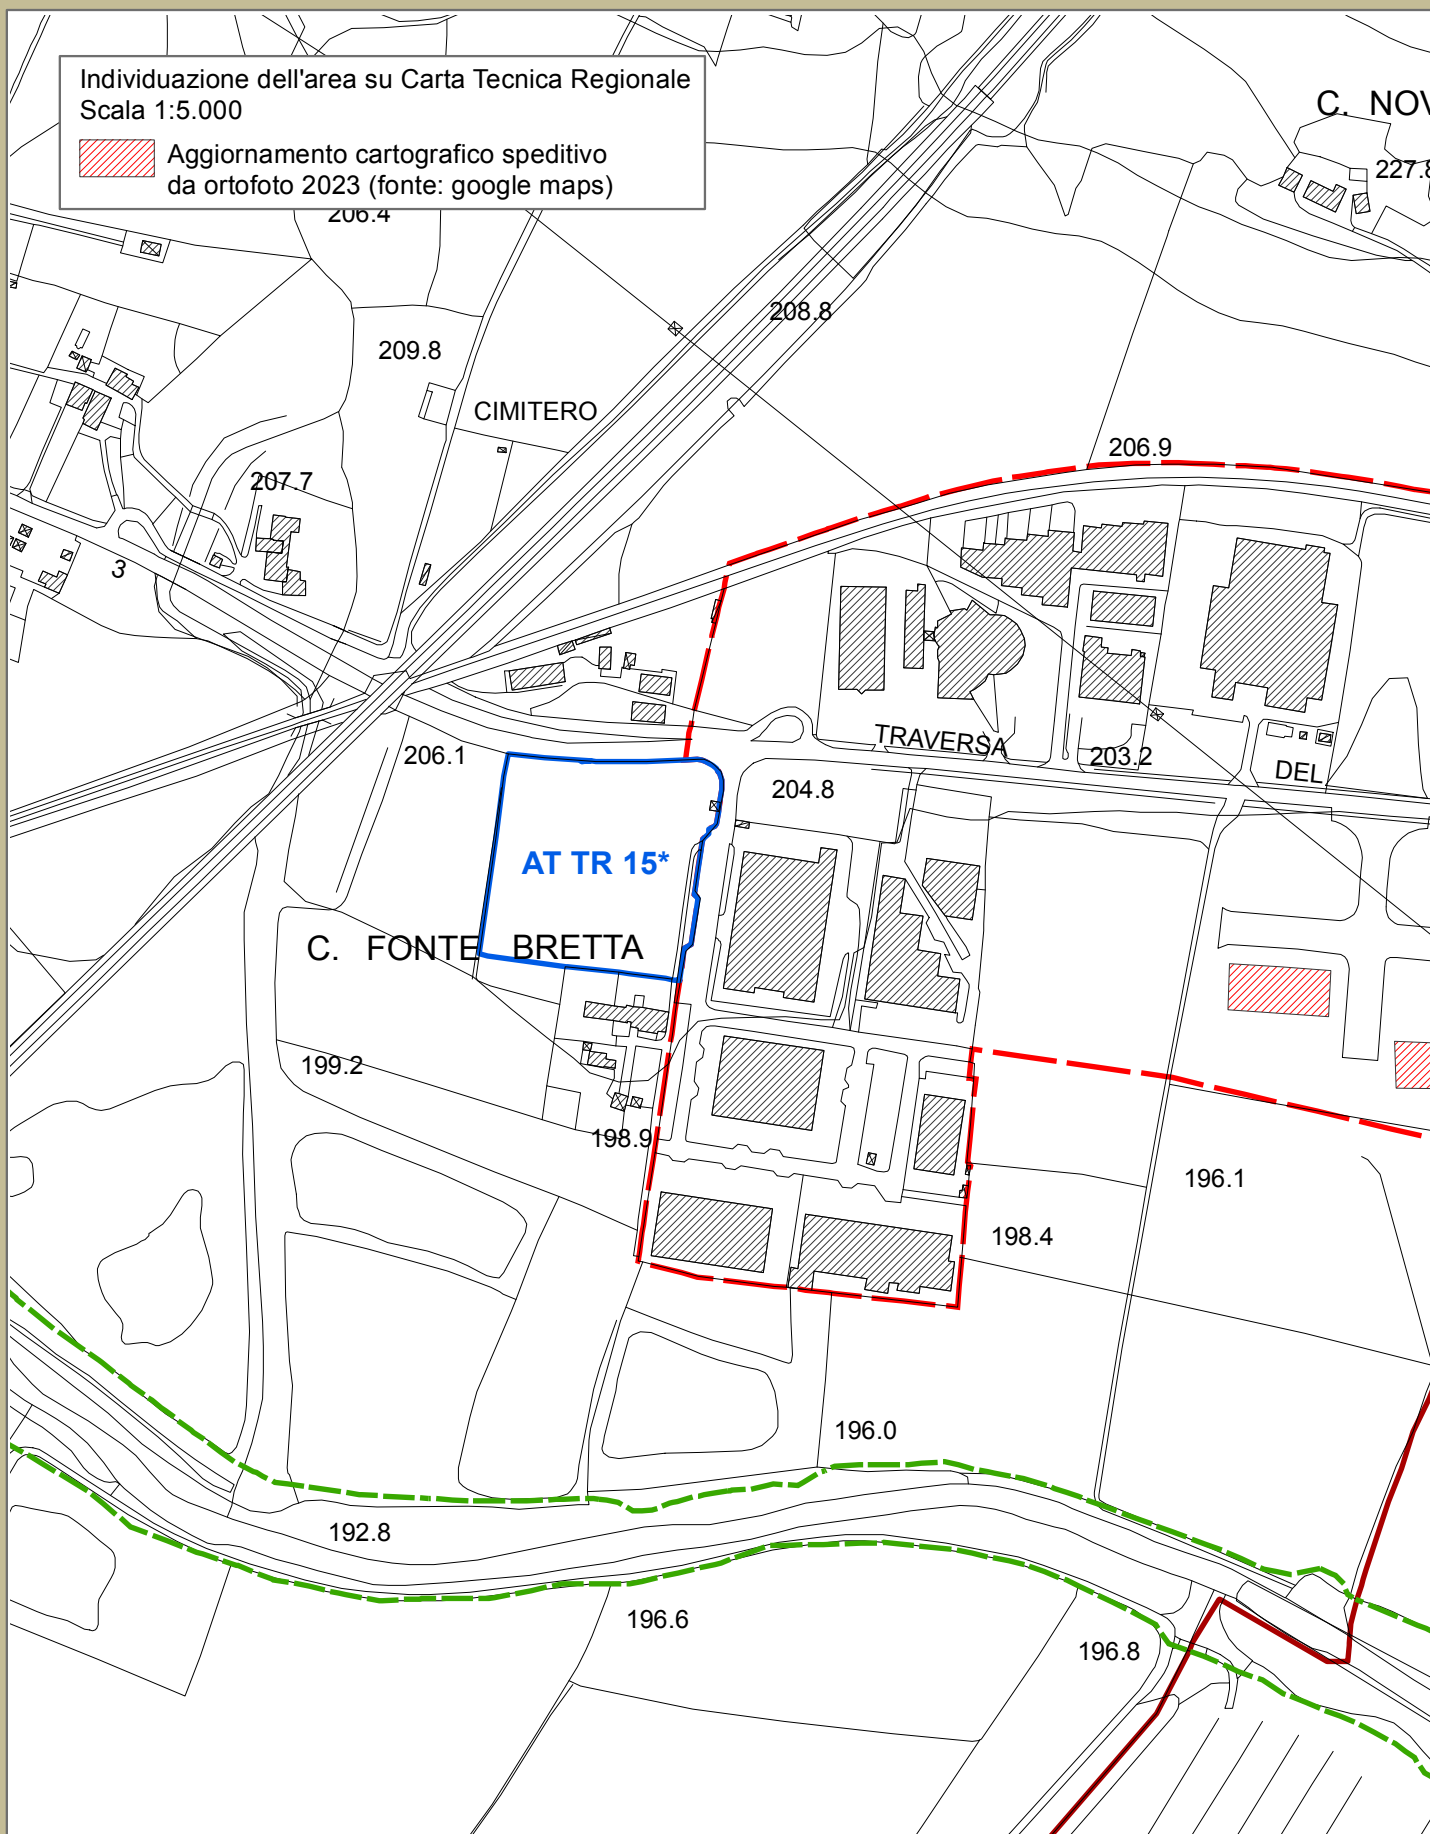 Individuazione dell'area su Carta Tecnica Regionale
Scala 1:5.000
Aggiornamento cartografico speditivo
da ortofoto 2023 (fonte: google maps)
C. NOV
227.8
206.4
208.8
209.8
CIMITERO
206.9
207.7
3
TRAVERSA
206.1
203.2
DEL
204.8
AT TR 15*
C. FONTE BRETTA
199.2
198.9
196.1
198.4
196.0
192.8
196.6
196.8